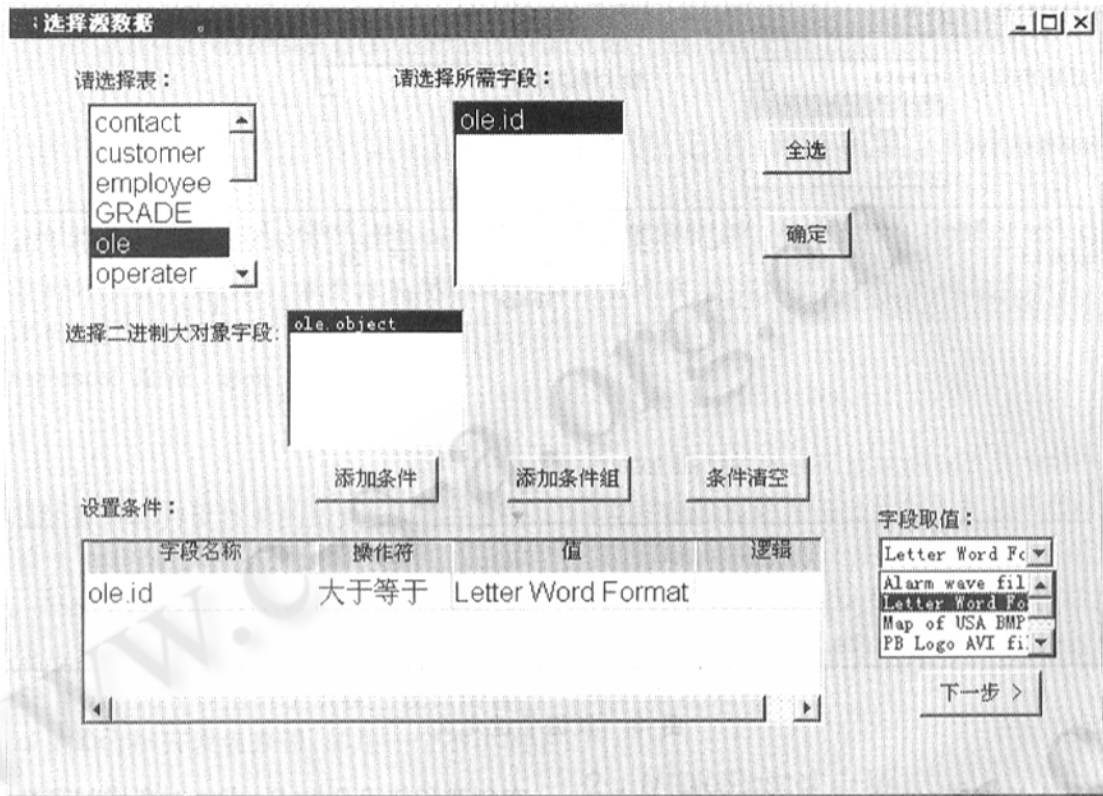 选择源数据
请选择表：
请选择所需字段：
contact
customer
employee
GRADE
ole
operater
ole.id
全选
确定
选择二进制大对象字段:
ole.object
添加条件
添加条件组
条件清空
设置条件：
字段取值：
字段名称 操作符 值 逻辑
ole.id 大于等于 Letter Word Format
Letter Word Fo
Alarm wave fil
Letter Word Fo
Map of USA BMP
PB Logo AVI fi
下一步 >